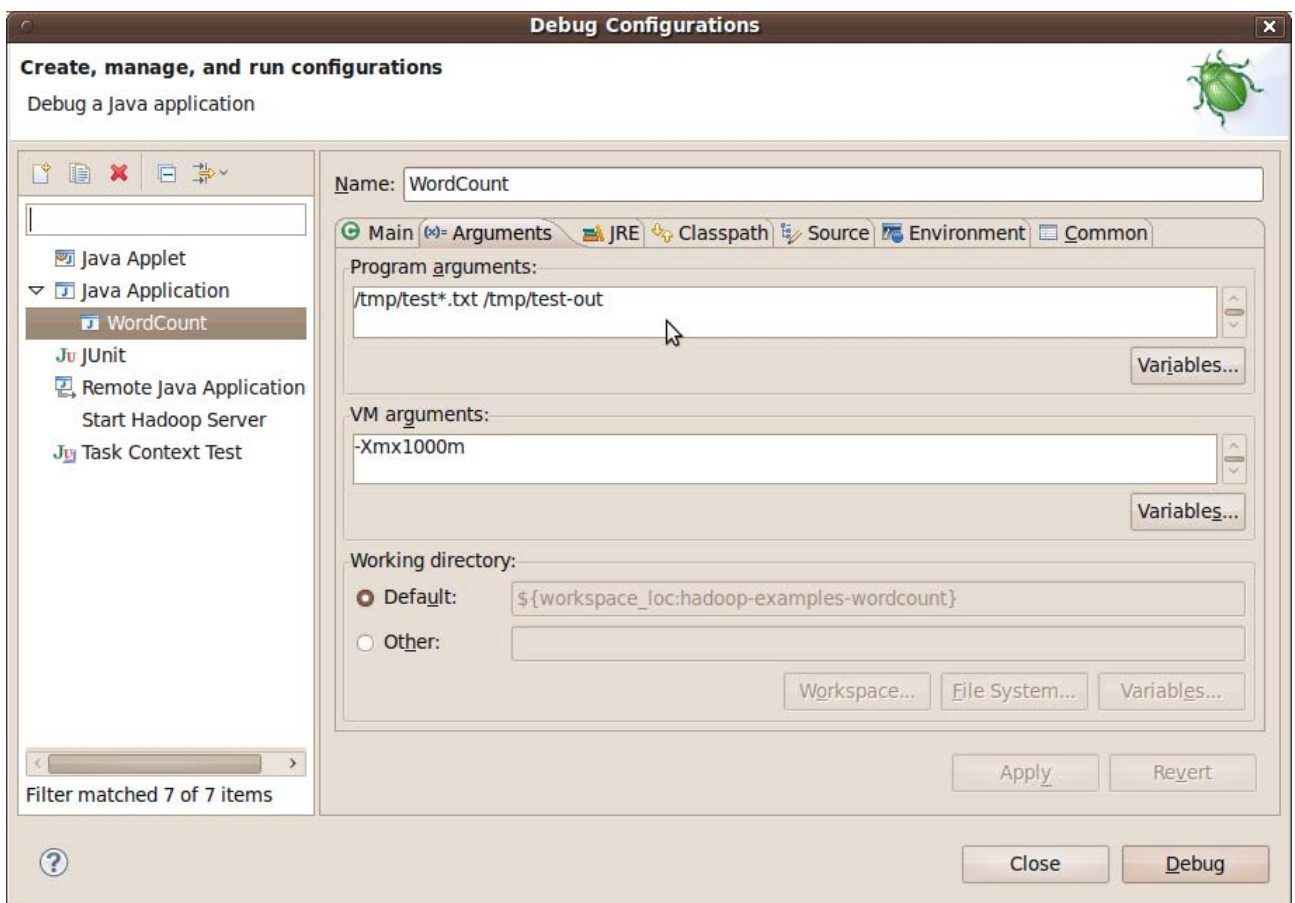 Debug Configurations
Create, manage, and run configurations
Debug a Java application
Java Applet
Java Application
WordCount
JUnit
Remote Java Application
Start Hadoop Server
Task Context Test
Filter matched 7 of 7 items
Name: WordCount
Main (x)= Arguments JRE Classpath Source Environment Common
Program arguments:
/tmp/test*.txt /tmp/test-out
Variables...
VM arguments:
-Xmx1000m
Variables...
Working directory:
Default: ${workspace_loc:hadoop-examples-wordcount}
Other:
Workspace... File System... Variables...
Apply Revert
Close Debug